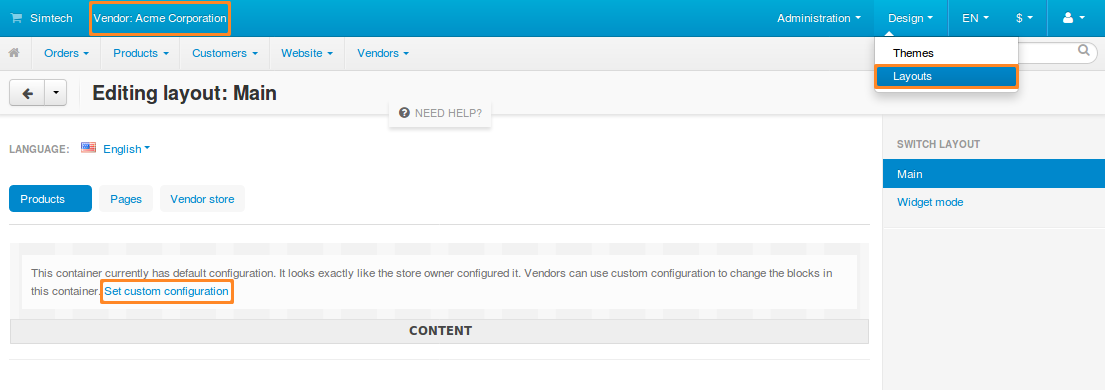 Simtech Vendor: Acme Corporation Administration Design EN $
Orders Products Customers Website Vendors
Themes
Layouts
Editing layout: Main
NEED HELP?
LANGUAGE: English
SWITCH LAYOUT
Main
Widget mode
Products Pages Vendor store
This container currently has default configuration. It looks exactly like the store owner configured it. Vendors can use custom configuration to change the blocks in
this container. Set custom configuration
CONTENT